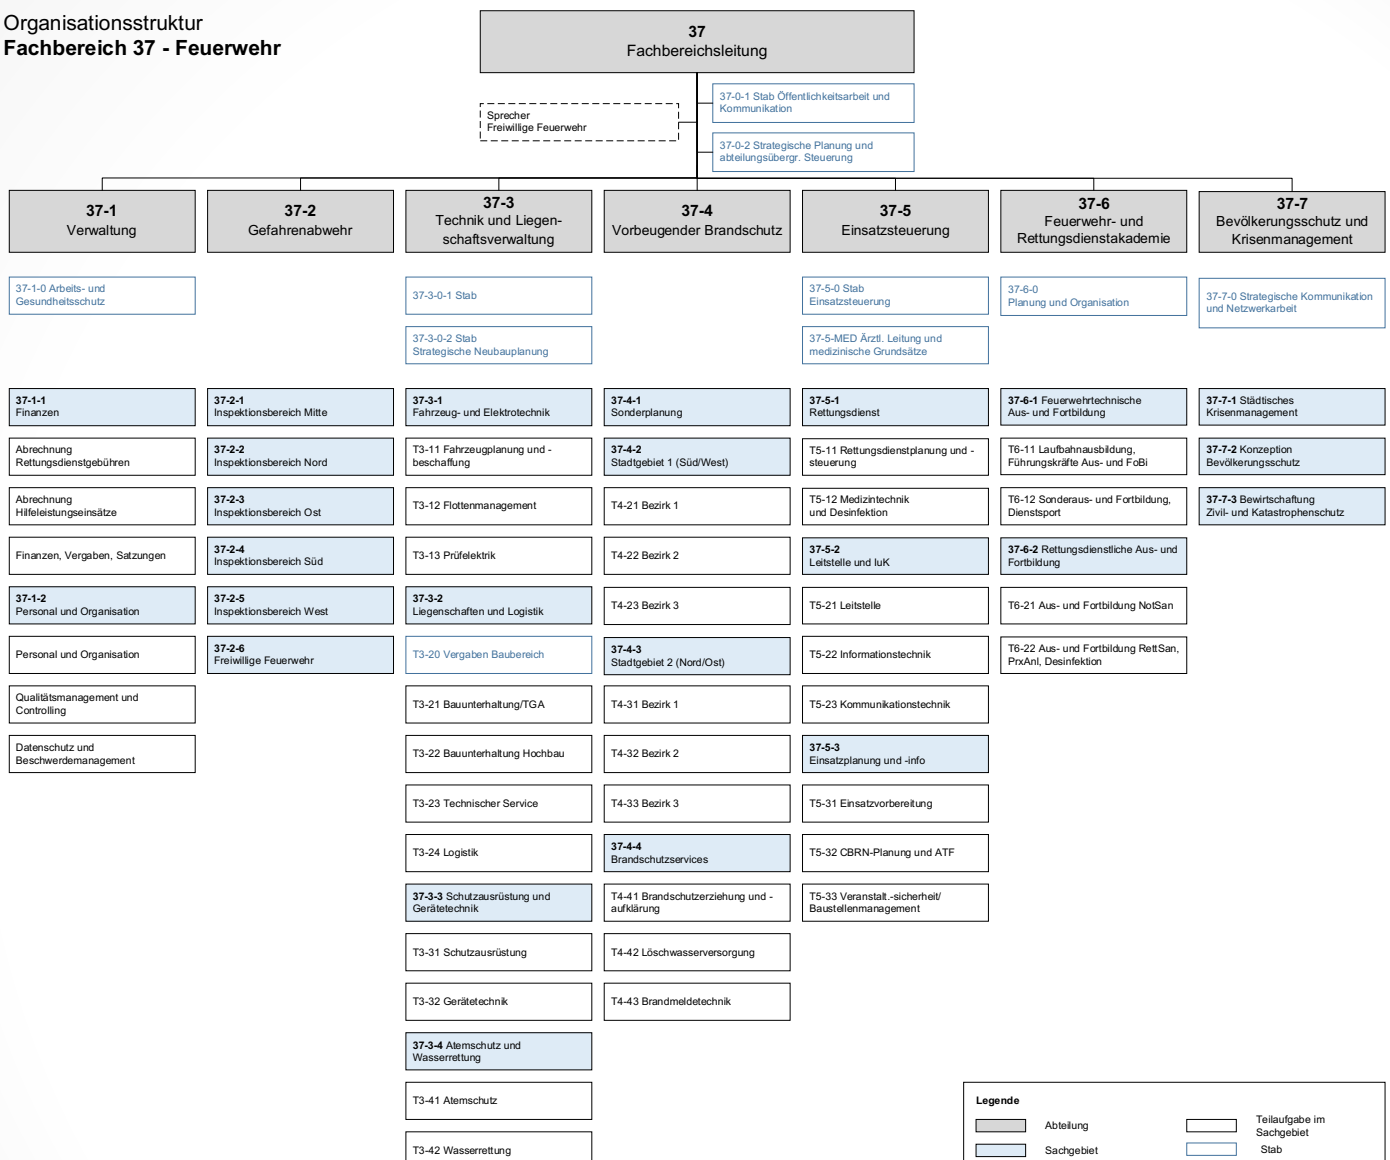 Organisationsstruktur
Fachbereich 37 - Feuerwehr
37
Fachbereichsleitung
37-0-1 Stab Öffentlichkeitsarbeit und
Kommunikation
Sprecher
Freiwillige Feuerwehr
37-0-2 Strategische Planung und
abteilungsübergr. Steuerung
37-1
Verwaltung
37-1-0 Arbeits- und
Gesundheitsschutz
37-1-1
Finanzen
Abrechnung
Rettungsdienstgebühren
Abrechnung
Hilfeleistungseinsätze
Finanzen, Vergaben, Satzungen
37-1-2
Personal und Organisation
Personal und Organisation
Qualitätsmanagement und
Controlling
Datenschutz und
Beschwerdemanagement
37-2
Gefahrenabwehr
37-2-1
Inspektionsbereich Mitte
37-2-2
Inspektionsbereich Nord
37-2-3
Inspektionsbereich Ost
37-2-4
Inspektionsbereich Süd
37-2-5
Inspektionsbereich West
37-2-6
Freiwillige Feuerwehr
37-3
Technik und Liegen-
schaftsverwaltung
37-3-0-1 Stab
37-3-0-2 Stab
Strategische Neubauplanung
37-3-1
Fahrzeug- und Elektrotechnik
T3-11 Fahrzeugplanung und -
beschaffung
T3-12 Flottenmanagement
T3-13 Prüfelektrik
37-3-2
Liegenschaften und Logistik
T3-20 Vergaben Baubereich
T3-21 Bauunterhaltung/TGA
T3-22 Bauunterhaltung Hochbau
T3-23 Technischer Service
T3-24 Logistik
37-3-3 Schutzausrüstung und
Gerätetechnik
T3-31 Schutzausrüstung
T3-32 Gerätetechnik
37-3-4 Atemschutz und
Wasserrettung
T3-41 Atemschutz
T3-42 Wasserrettung
37-4
Vorbeugender Brandschutz
37-4-1
Sonderplanung
37-4-2
Stadtgebiet 1 (Süd/West)
T4-21 Bezirk 1
T4-22 Bezirk 2
T4-23 Bezirk 3
37-4-3
Stadtgebiet 2 (Nord/Ost)
T4-31 Bezirk 1
T4-32 Bezirk 2
T4-33 Bezirk 3
37-4-4
Brandschutzservices
T4-41 Brandschutzerziehung und -
aufklärung
T4-42 Löschwasserversorgung
T4-43 Brandmeldetechnik
37-5
Einsatzsteuerung
37-5-0 Stab
Einsatzsteuerung
37-5-MED Ärztl. Leitung und
medizinische Grundsätze
37-5-1
Rettungsdienst
T5-11 Rettungsdienstplanung und -
steuerung
T5-12 Medizintechnik
und Desinfektion
37-5-2
Leitstelle und IuK
T5-21 Leitstelle
T5-22 Informationstechnik
T5-23 Kommunikationstechnik
37-5-3
Einsatzplanung und -info
T5-31 Einsatzvorbereitung
T5-32 CBRN-Planung und ATF
T5-33 Veranstalt.-sicherheit/
Baustellenmanagement
37-6
Feuerwehr- und
Rettungsdienstakademie
37-6-0
Planung und Organisation
37-6-1 Feuerwehrtechnische
Aus- und Fortbildung
T6-11 Laufbahnausbildung,
Führungskräfte Aus- und FoBi
T6-12 Sonderaus- und Fortbildung,
Dienstsport
37-6-2 Rettungsdienstliche Aus- und
Fortbildung
T6-21 Aus- und Fortbildung NotSan
T6-22 Aus- und Fortbildung RettSan,
PrxAnl, Desinfektion
37-7
Bevölkerungsschutz und
Krisenmanagement
37-7-0 Strategische Kommunikation
und Netzwerkarbeit
37-7-1 Städtisches
Krisenmanagement
37-7-2 Konzeption
Bevölkerungsschutz
37-7-3 Bewirtschaftung
Zivil- und Katastrophenschutz
Legende
Abteilung
Teilaufgabe im
Sachgebiet
Sachgebiet
Stab